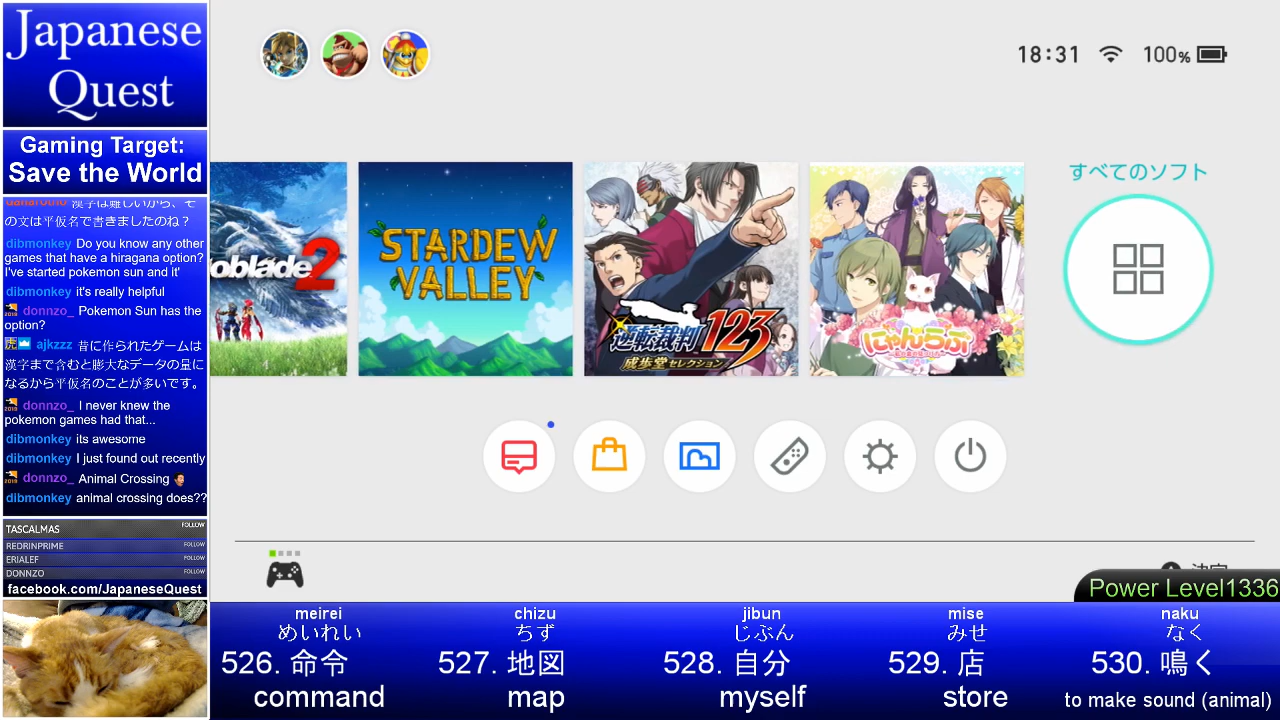 Japanese
Quest
Gaming Target:
Save the World
漢字は難しいから、そ
の文は平仮名で書きましたのね？
dibmonkey Do you know any other
games that have a hiragana option?
I've started pokemon sun and it'
dibmonkey it's really helpful
donnzo_ Pokemon Sun has the
option?
虎 ajkzzz 昔に作られたゲームは
漢字まで含むと膨大なデータの量に
なるから平仮名のことが多いです。
donnzo_ I never knew the
pokemon games had that...
dibmonkey its awesome
dibmonkey I just found out recently
donnzo_ Animal Crossing
dibmonkey animal crossing does??
TASCALMAS FOLLOW
REDRINPRIME FOLLOW
ERIALEF FOLLOW
DONNZO FOLLOW
facebook.com/JapaneseQuest
18:31 100%
oblade 2
STARDEW
VALLEY
逆転裁判123
成歩堂セレクション
にゃんらぶ
すべてのソフト
決定
Power Level1336
meirei
めいれい
526. 命令
command
chizu
ちず
527. 地図
map
jibun
じぶん
528. 自分
myself
mise
みせ
529. 店
store
naku
なく
530. 鳴く
to make sound (animal)